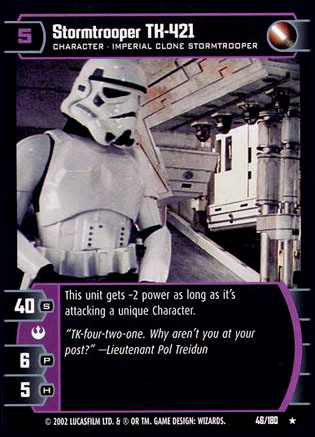 5
Stormtrooper TK-421
CHARACTER · IMPERIAL CLONE STORMTROOPER
40 S
This unit gets -2 power as long as it's
attacking a unique Character.
6 P
"TK-four-two-one. Why aren't you at your
post?" —Lieutenant Pol Treidun
5 H
© 2002 LUCASFILM LTD. & ® OR TM. GAME DESIGN: WIZARDS.
46/180 ★